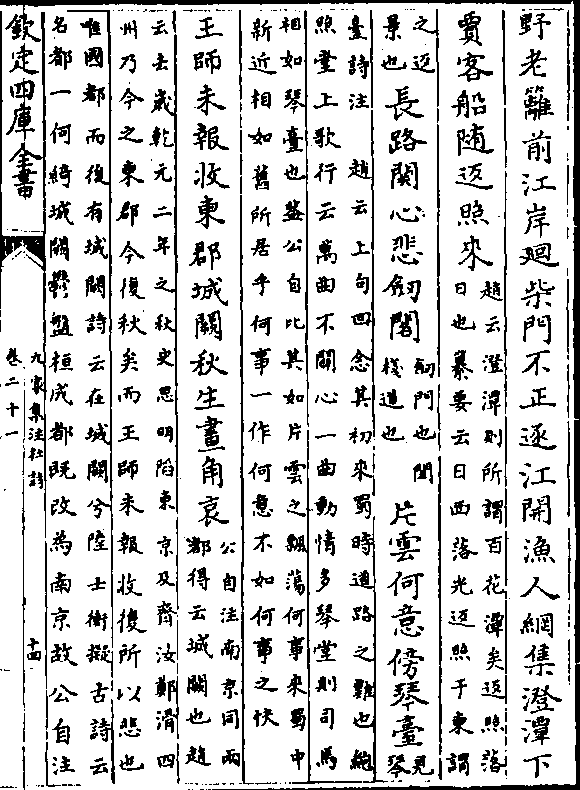 野老籬前江岸廻柴門不正逐江開漁人網集澄潭下
賈客船随返照來
趙云澄潭則所謂百花潭矣返照落
日也纂要云日西落光返照于東謂
之返
景也
長路關心悲劒閣
劒門也閣
棧道也
片雲何意傍琴臺
見
琴
臺詩注 趙云上句回念其初來蜀時道路之難也鮑
照堂上歌行云萬曲不關心一曲動情多琴堂則司馬
相如琴臺也盖公自比其如片雲之飄蕩何事來蜀中
新近相如舊所居乎何事一作何意不如何事之快
王師未報收東郡城闕秋生畫角哀
公自注南京同兩
都得云城闕也趙
云去歲乾元二年之秋史思明䧟東京及齊汝鄭滑四
州乃今之東郡今復秋矣而王師未報收復所以悲也
唯國都而後有城闕詩云在城闕兮陸士衡擬古詩云
名都一何綺城闕鬱盤桓成都既改為南京故公自注
欽定四庫全書
九家集注杜詩
卷二十一
十四